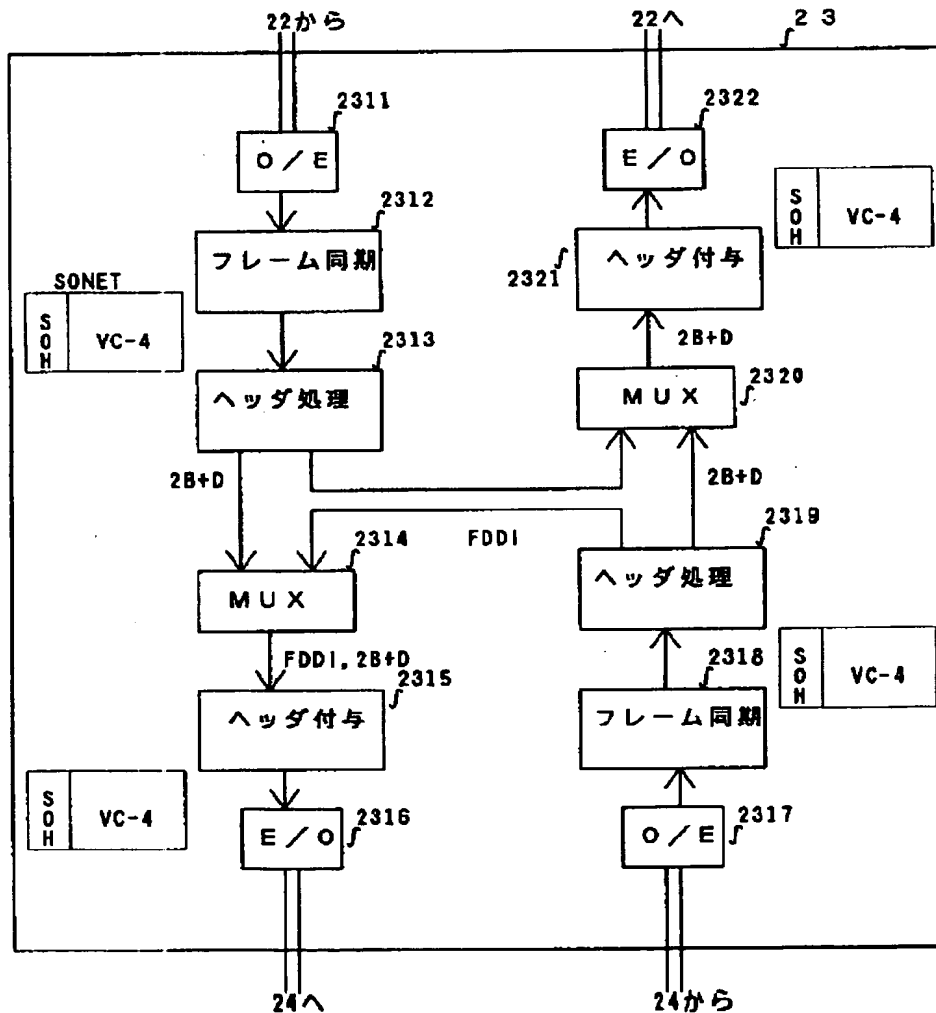 22から
22へ
23
2311
O/E
2322
E/O
2312
フレーム同期
SOH
VC-4
2321
ヘッダ付与
SONET
SOH
VC-4
2313
ヘッダ処理
2B+D
2320
MUX
2B+D
2B+D
2314
MUX
FDDI
2319
ヘッダ処理
FDDI, 2B+D
2315
ヘッダ付与
2318
フレーム同期
SOH
VC-4
SOH
VC-4
2316
E/O
2317
O/E
24へ
24から